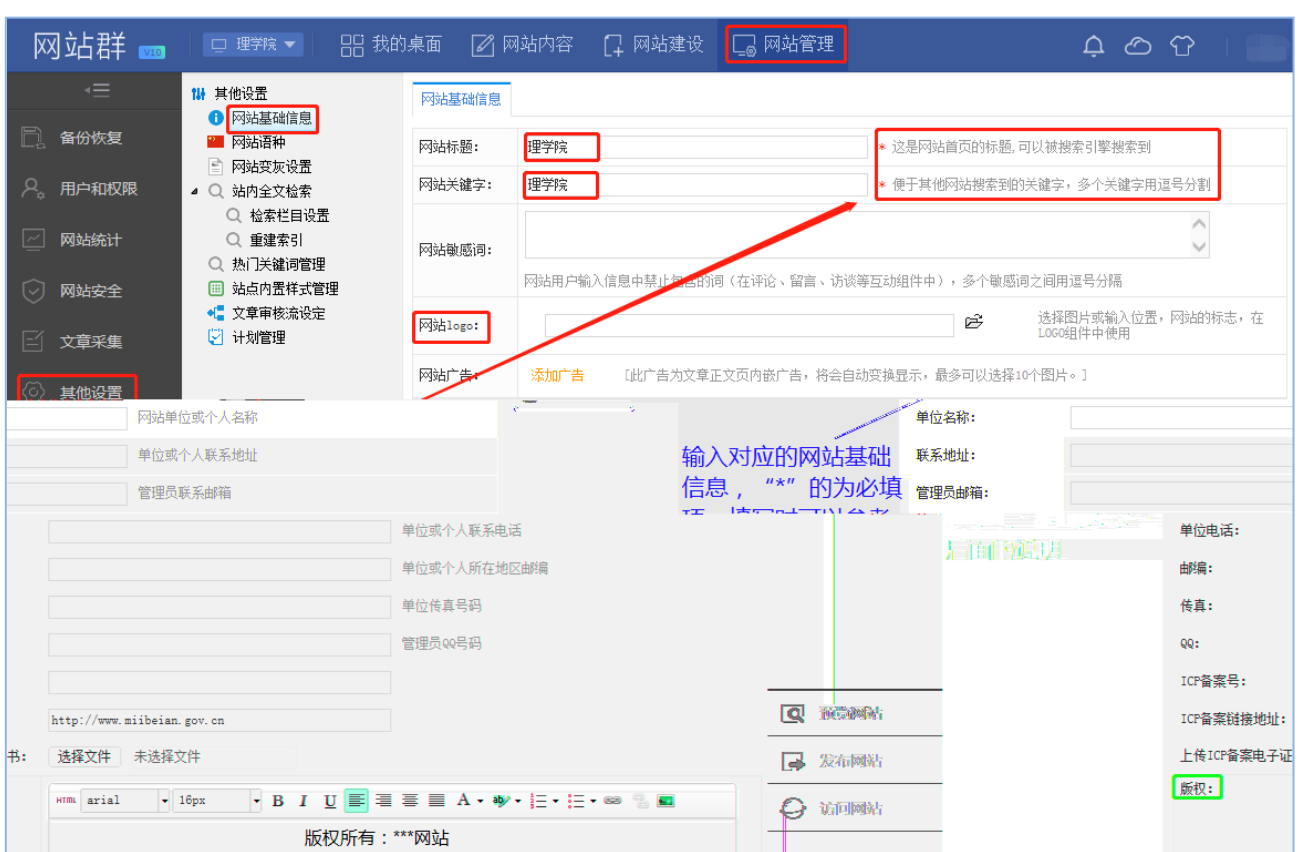 网站群 V10 理学院 我的桌面 网站内容 网站建设 网站管理
备份恢复
用户和权限
网站统计
网站安全
文章采集
其他设置
其他设置
网站基础信息
网站语种
网站变灰设置
站内全文检索
检索栏目设置
重建索引
热门关键词管理
站点内置样式管理
文章审核流设定
计划管理
网站基础信息
网站标题: 理学院 * 这是网站首页的标题,可以被搜索引擎搜索到
网站关键字: 理学院 * 便于其他网站搜索到的关键字，多个关键字用逗号分割
网站敏感词:
网站用户输入信息中禁止包含的词（在评论、留言、访谈等互动组件中），多个敏感词之间用逗号分隔
网站logo: 选择图片或输入位置，网站的标志，在
LOGO组件中使用
网站广告: 添加广告 [此广告为文章正文页内嵌广告，将会自动变换显示，最多可以选择10个图片。]
网站单位或个人名称
单位或个人联系地址
管理员联系邮箱
输入对应的网站基础
信息，“*”的为必填
项，填写时可以参考
单位名称:
联系地址:
管理员邮箱:
单位或个人联系电话
单位或个人所在地区邮编
单位传真号码
管理员QQ号码
http://www.miibeian.gov.cn
书: 选择文件 未选择文件
HTML arial 16px B I U A ab
版权所有：***网站
后面的说明
预览网站
发布网站
访问网站
单位电话:
邮编:
传真:
QQ:
ICP备案号:
ICP备案链接地址:
上传ICP备案电子证
版权: